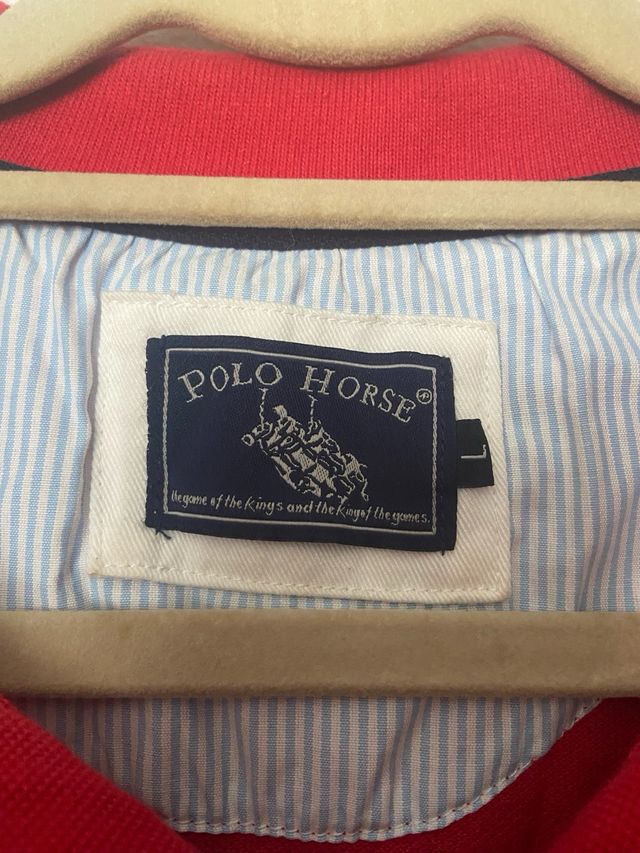 POLO HORSE®
the game of the Kings and the King of the games.
L